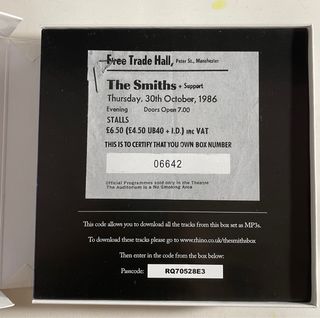 Free Trade Hall, Peter St., Manchester
The Smiths + Support
Thursday, 30th October, 1986
Evening Doors Open 7.00
STALLS
£6.50 (£4.50 UB40 + I.D.) inc VAT
THIS IS TO CERTIFY THAT YOU OWN BOX NUMBER
06642
Official Programmes sold only in the Theatre
The Auditorium is a No Smoking Area
This code allows you to download all the tracks from this box set as MP3s.
To download these tracks please go to www.rhino.co.uk/thesmithsbox
Then enter in the code from the box below:
Passcode: RQ70528E3